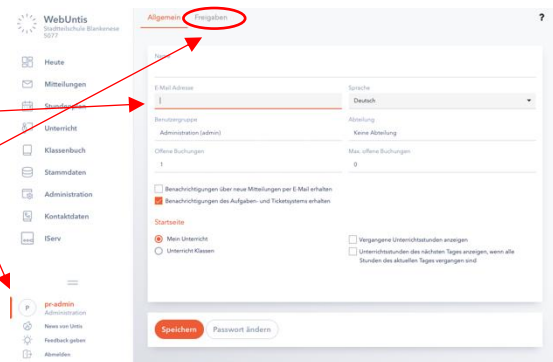 WebUntis
Stadtteilschule Blankenese
5077
Heute
Mitteilungen
Stundenplan
Unterricht
Klassenbuch
Stammdaten
Administration
Kontaktdaten
IServ
P
pr-admin
Administration
News von Untis
Feedback geben
Abmelden
Allgemein
Freigaben
?
Name
E-Mail Adresse
Sprache
Deutsch
Benutzergruppe
Abteilung
Administration (admin)
Keine Abteilung
Offene Buchungen
Max. offene Buchungen
1
0
Benachrichtigungen über neue Mitteilungen per E-Mail erhalten
Benachrichtigungen des Aufgaben- und Ticketsystems erhalten
Startseite
Mein Unterricht
Unterricht Klassen
Vergangene Unterrichtsstunden anzeigen
Unterrichtsstunden des nächsten Tages anzeigen, wenn alle
Stunden des aktuellen Tages vergangen sind
Speichern
Passwort ändern